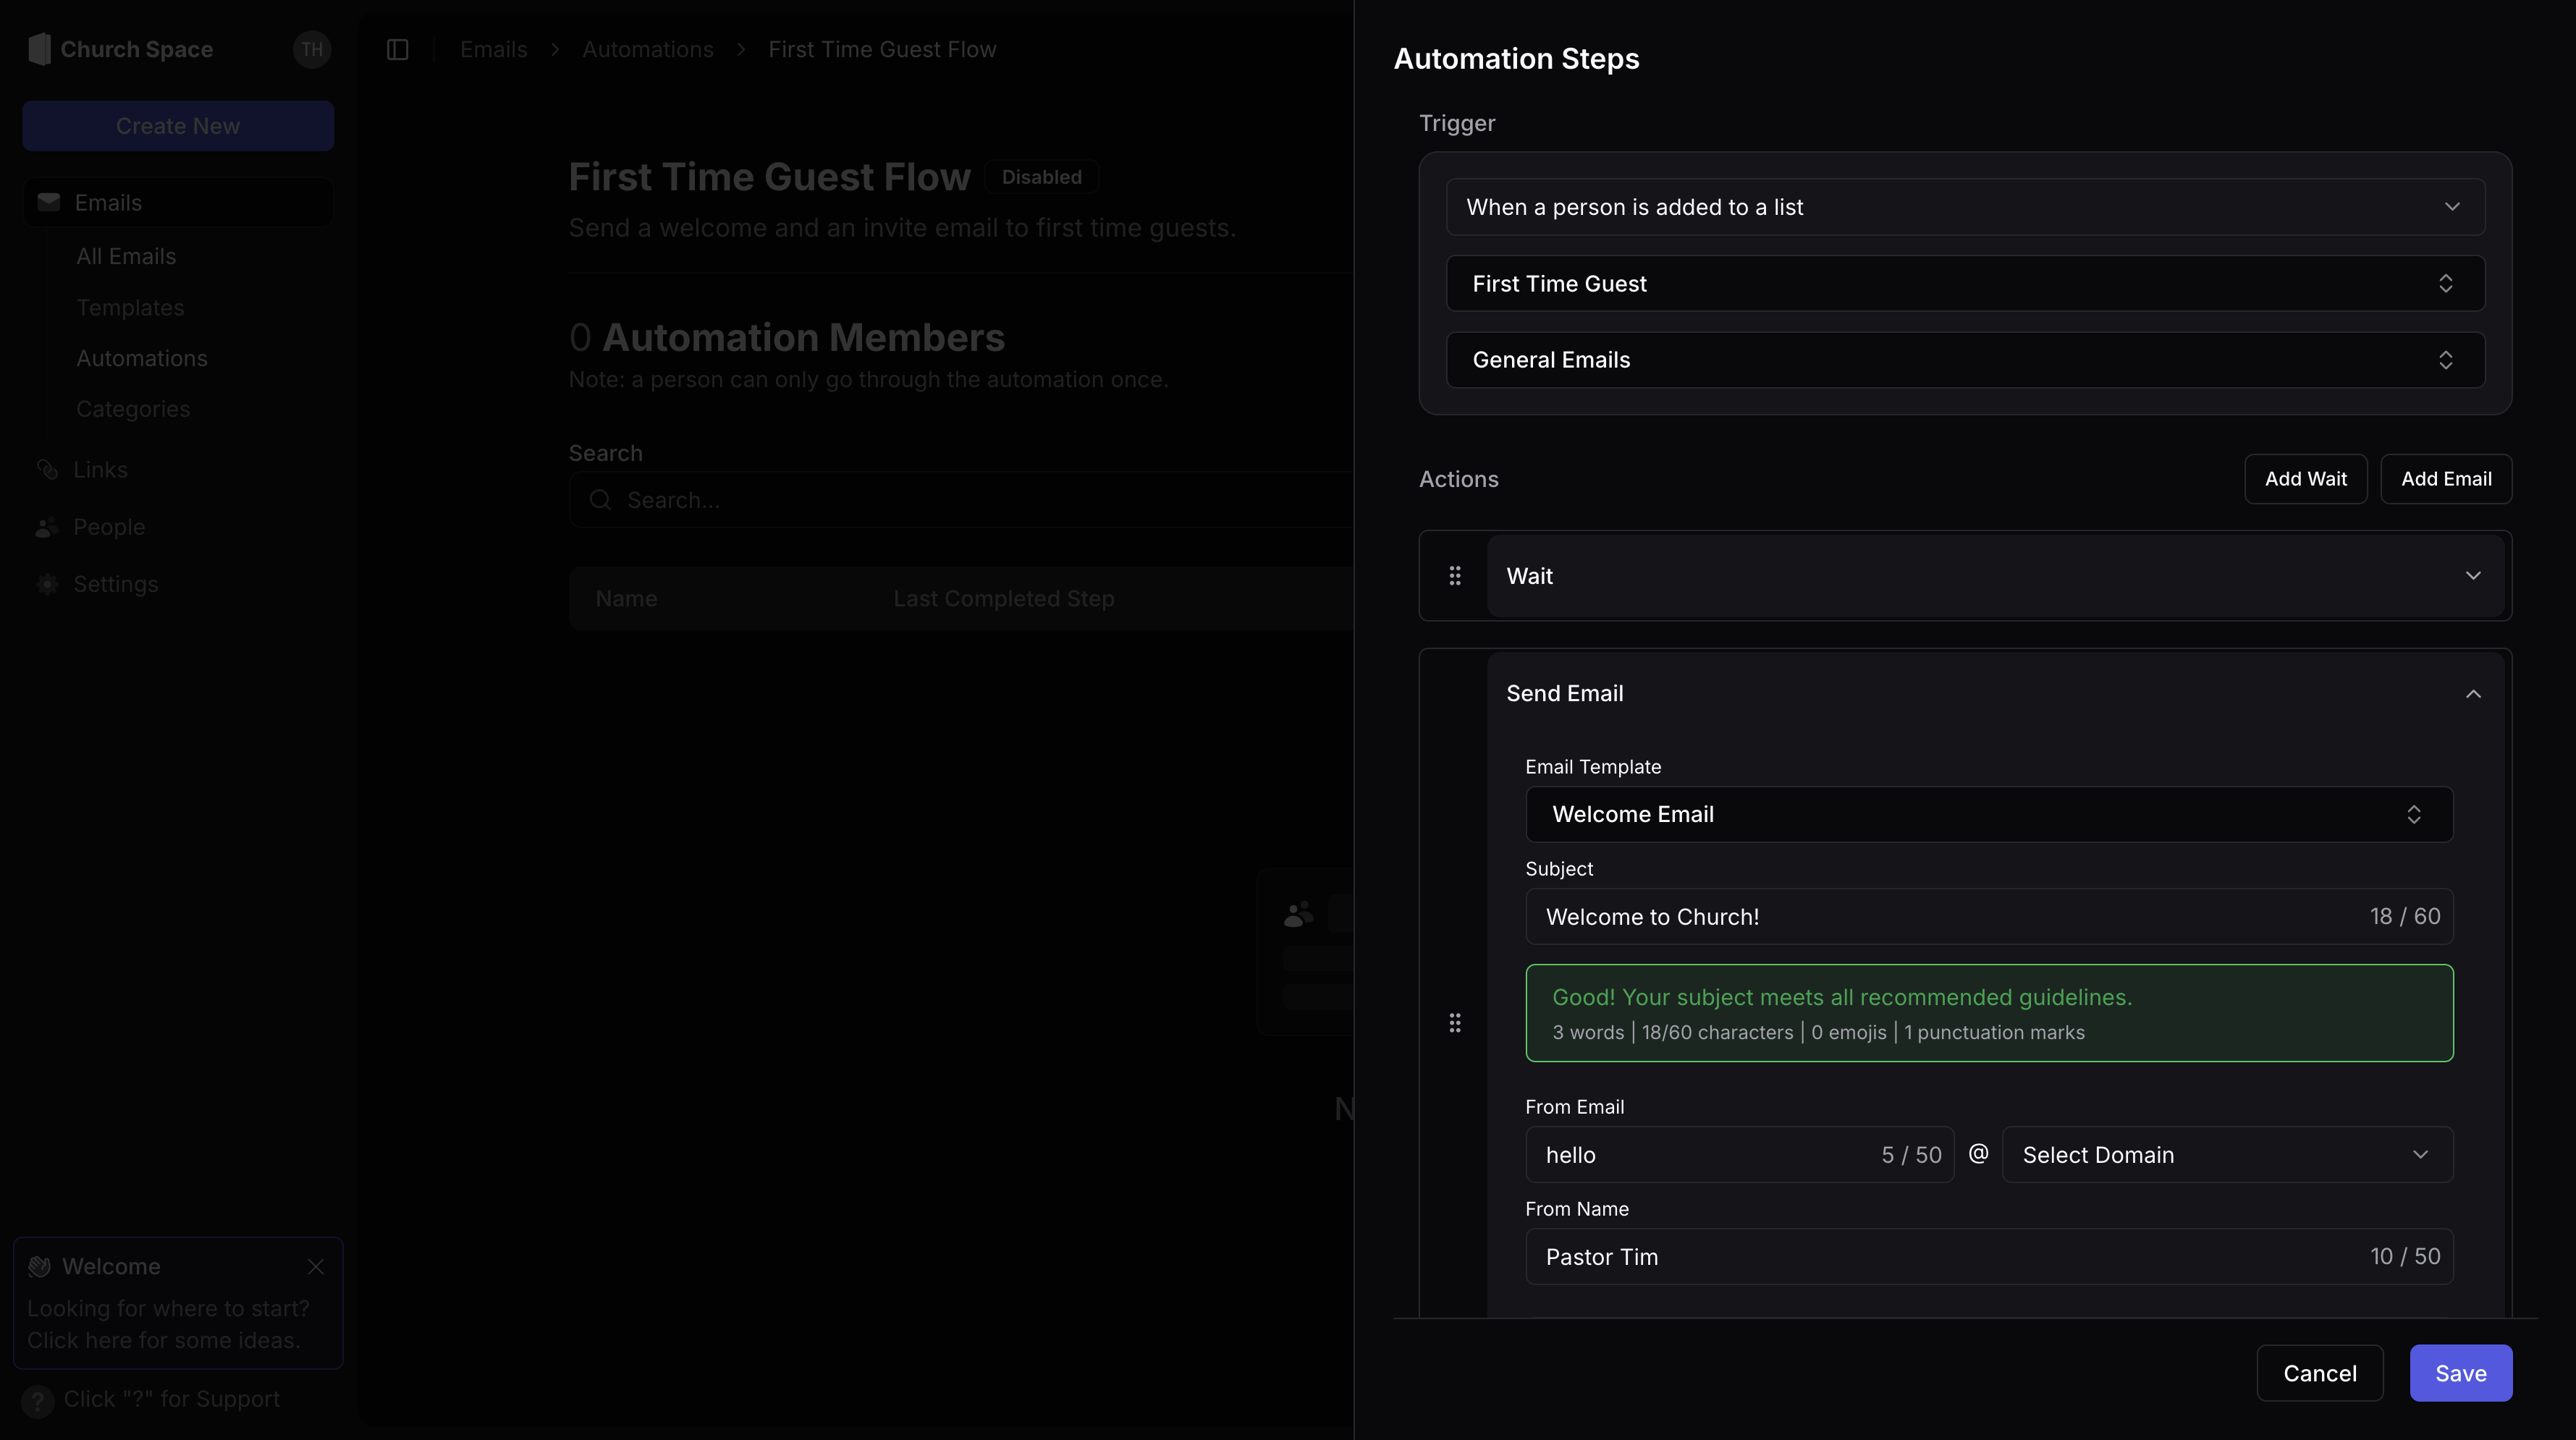 Church Space
TH
Create New
Emails
All Emails
Templates
Automations
Categories
Links
People
Settings
Welcome
Looking for where to start?
Click here for some ideas.
? Click "?" for Support
Emails > Automations > First Time Guest Flow
First Time Guest Flow Disabled
Send a welcome and an invite email to first time guests.
0 Automation Members
Note: a person can only go through the automation once.
Search
Search...
Name Last Completed Step
N
Automation Steps
Trigger
When a person is added to a list
First Time Guest
General Emails
Actions
Add Wait
Add Email
Wait
Send Email
Email Template
Welcome Email
Subject
Welcome to Church! 18 / 60
Good! Your subject meets all recommended guidelines.
3 words | 18/60 characters | 0 emojis | 1 punctuation marks
From Email
hello 5 / 50 @ Select Domain
From Name
Pastor Tim 10 / 50
Cancel
Save